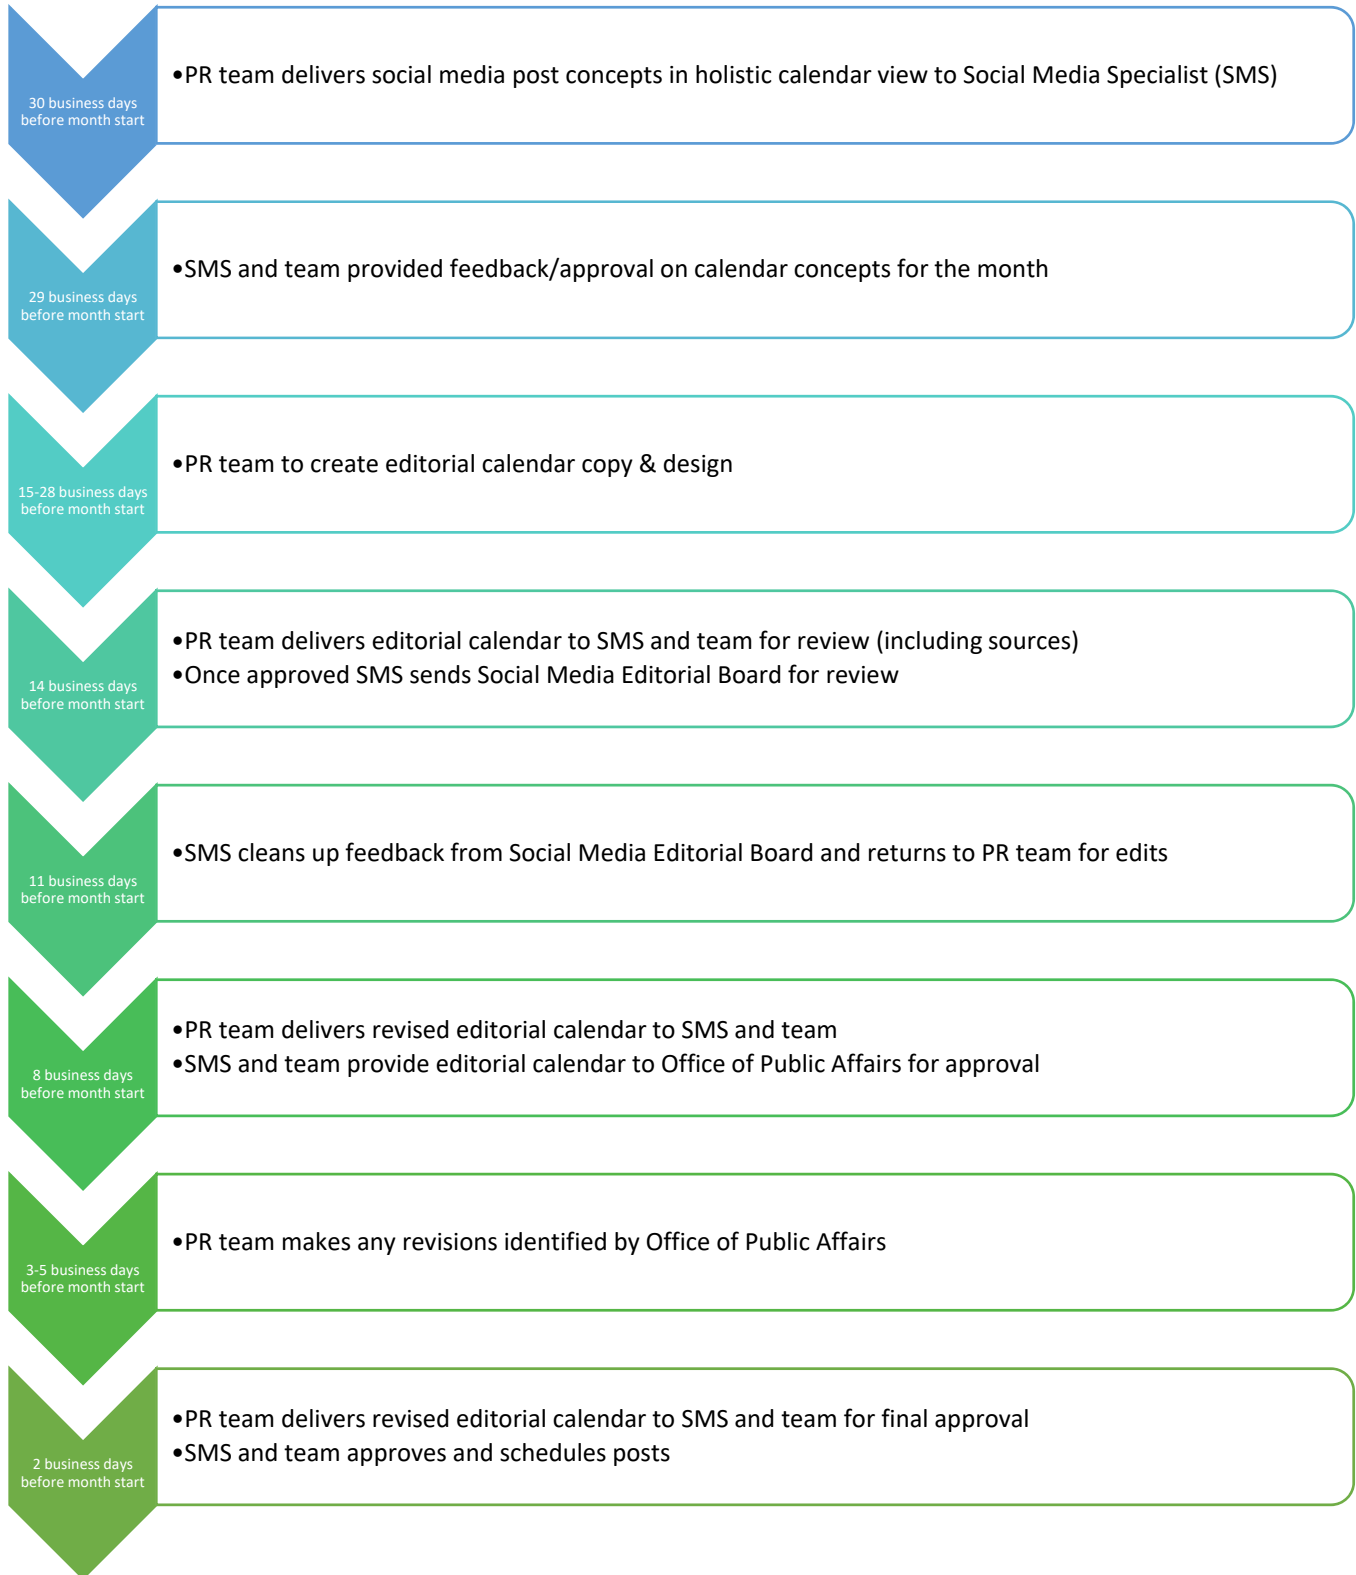 30 business days
before month start
•PR team delivers social media post concepts in holistic calendar view to Social Media Specialist (SMS)
29 business days
before month start
•SMS and team provided feedback/approval on calendar concepts for the month
15-28 business days
before month start
•PR team to create editorial calendar copy & design
14 business days
before month start
•PR team delivers editorial calendar to SMS and team for review (including sources)
•Once approved SMS sends Social Media Editorial Board for review
11 business days
before month start
•SMS cleans up feedback from Social Media Editorial Board and returns to PR team for edits
8 business days
before month start
•PR team delivers revised editorial calendar to SMS and team
•SMS and team provide editorial calendar to Office of Public Affairs for approval
3-5 business days
before month start
•PR team makes any revisions identified by Office of Public Affairs
2 business days
before month start
•PR team delivers revised editorial calendar to SMS and team for final approval
•SMS and team approves and schedules posts